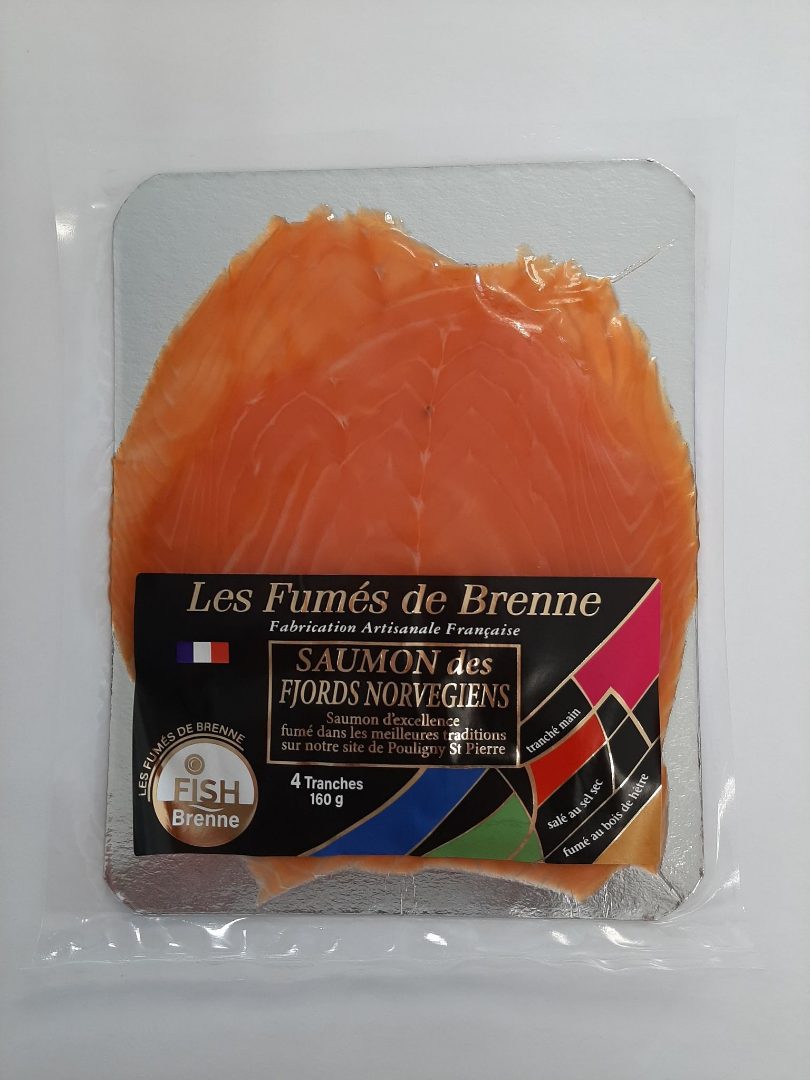 Les Fumés de Brenne
Fabrication Artisanale Française
SAUMON des
FJORDS NORVEGIENS
Saumon d'excellence
fumé dans les meilleures traditions
sur notre site de Pouligny St Pierre
tranché main
salé au sel sec
fumé au bois de hêtre
4 Tranches
160 g
LES FUMÉS DE BRENNE
FISH
Brenne